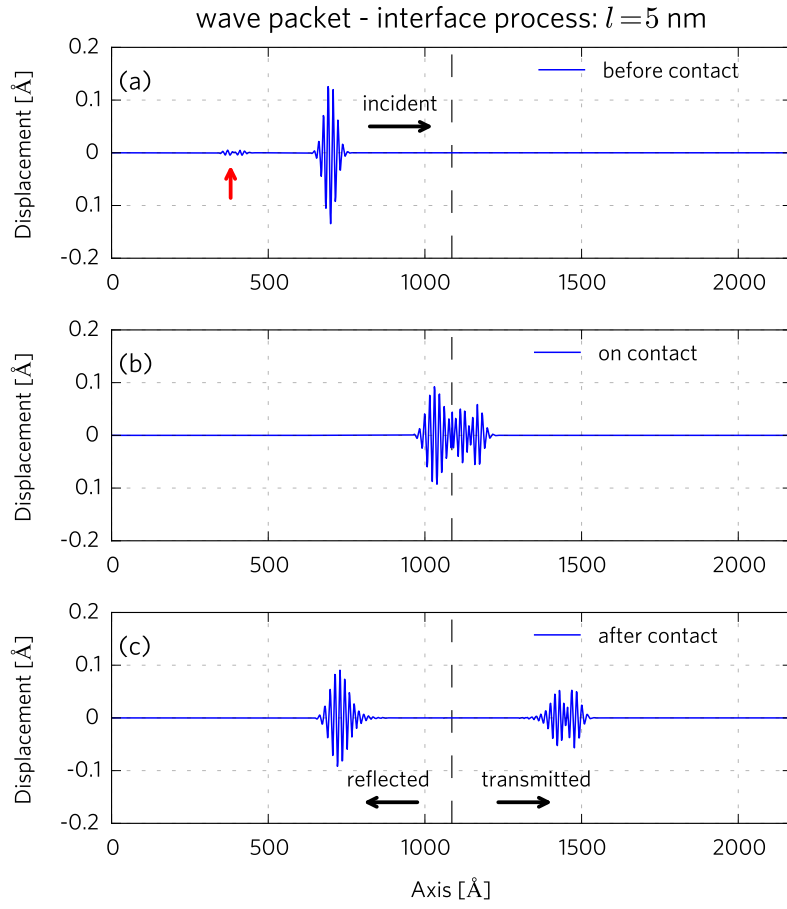 wave packet - interface process: l = 5 nm
(a)
before contact
incident
Displacement [Å]
0.2
0.1
0
0.1
-0.2
0 500 1000 1500 2000
(b)
on contact
Displacement [Å]
0.2
0.1
0
0.1
-0.2
0 500 1000 1500 2000
(c)
after contact
reflected transmitted
Displacement [Å]
0.2
0.1
0
-0.1
-0.2
0 500 1000 1500 2000
Axis [Å]